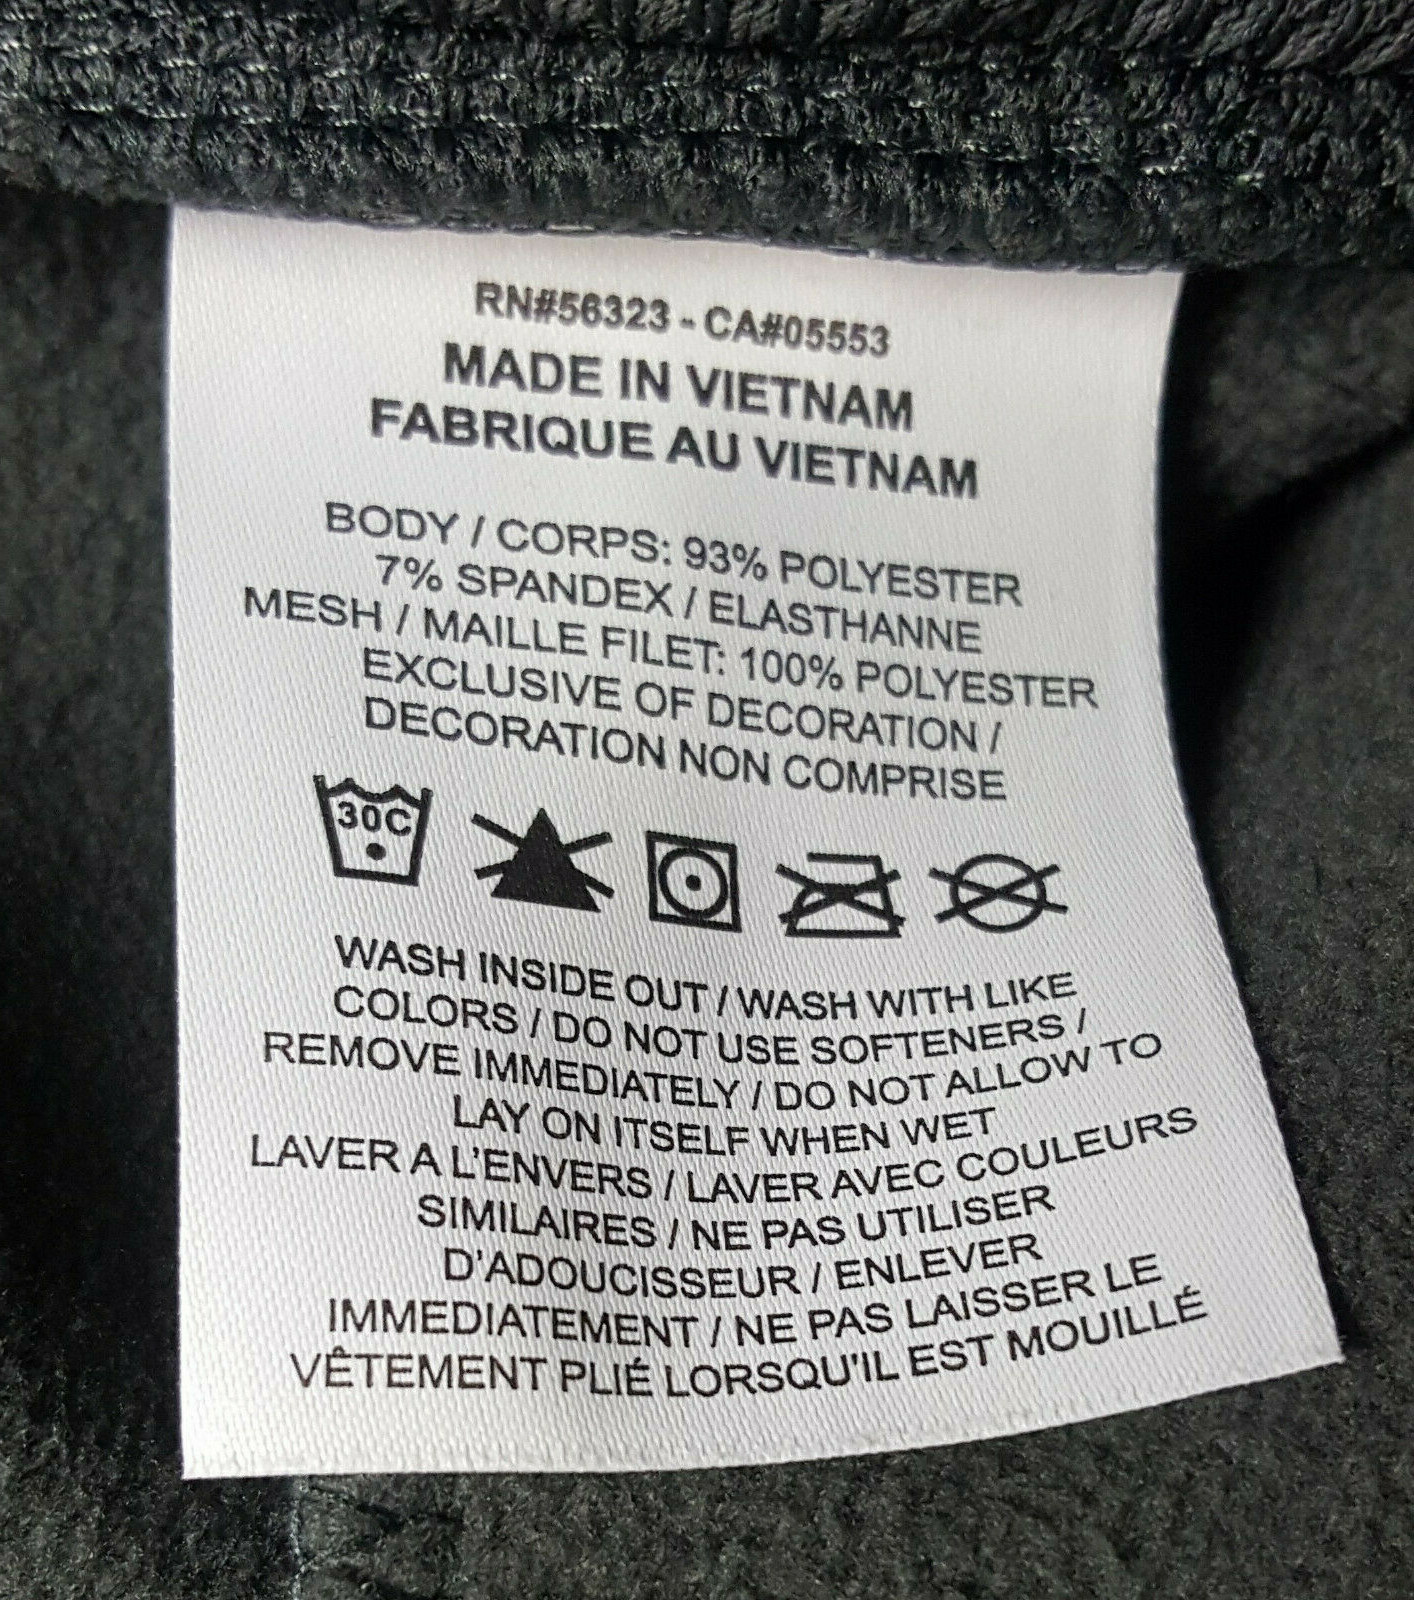 RN#56323 - CA#05553
MADE IN VIETNAM
FABRIQUE AU VIETNAM
BODY / CORPS: 93% POLYESTER
7% SPANDEX / ELASTHANNE
MESH / MAILLE FILET: 100% POLYESTER
EXCLUSIVE OF DECORATION /
DECORATION NON COMPRISE
30C
WASH INSIDE OUT / WASH WITH LIKE
COLORS / DO NOT USE SOFTENERS /
REMOVE IMMEDIATELY / DO NOT ALLOW TO
LAY ON ITSELF WHEN WET
LAVER A L'ENVERS / LAVER AVEC COULEURS
SIMILAIRES / NE PAS UTILISER
D'ADOUCISSEUR / ENLEVER
IMMEDIATEMENT / NE PAS LAISSER LE
VÊTEMENT PLIÉ LORSQU'IL EST MOUILLÉ